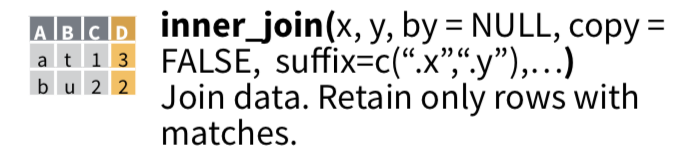 A B C D
a t 1 3
b u 2 2
inner_join(x, y, by = NULL, copy =
FALSE, suffix=c(“.x”,“.y”),…)
Join data. Retain only rows with
matches.